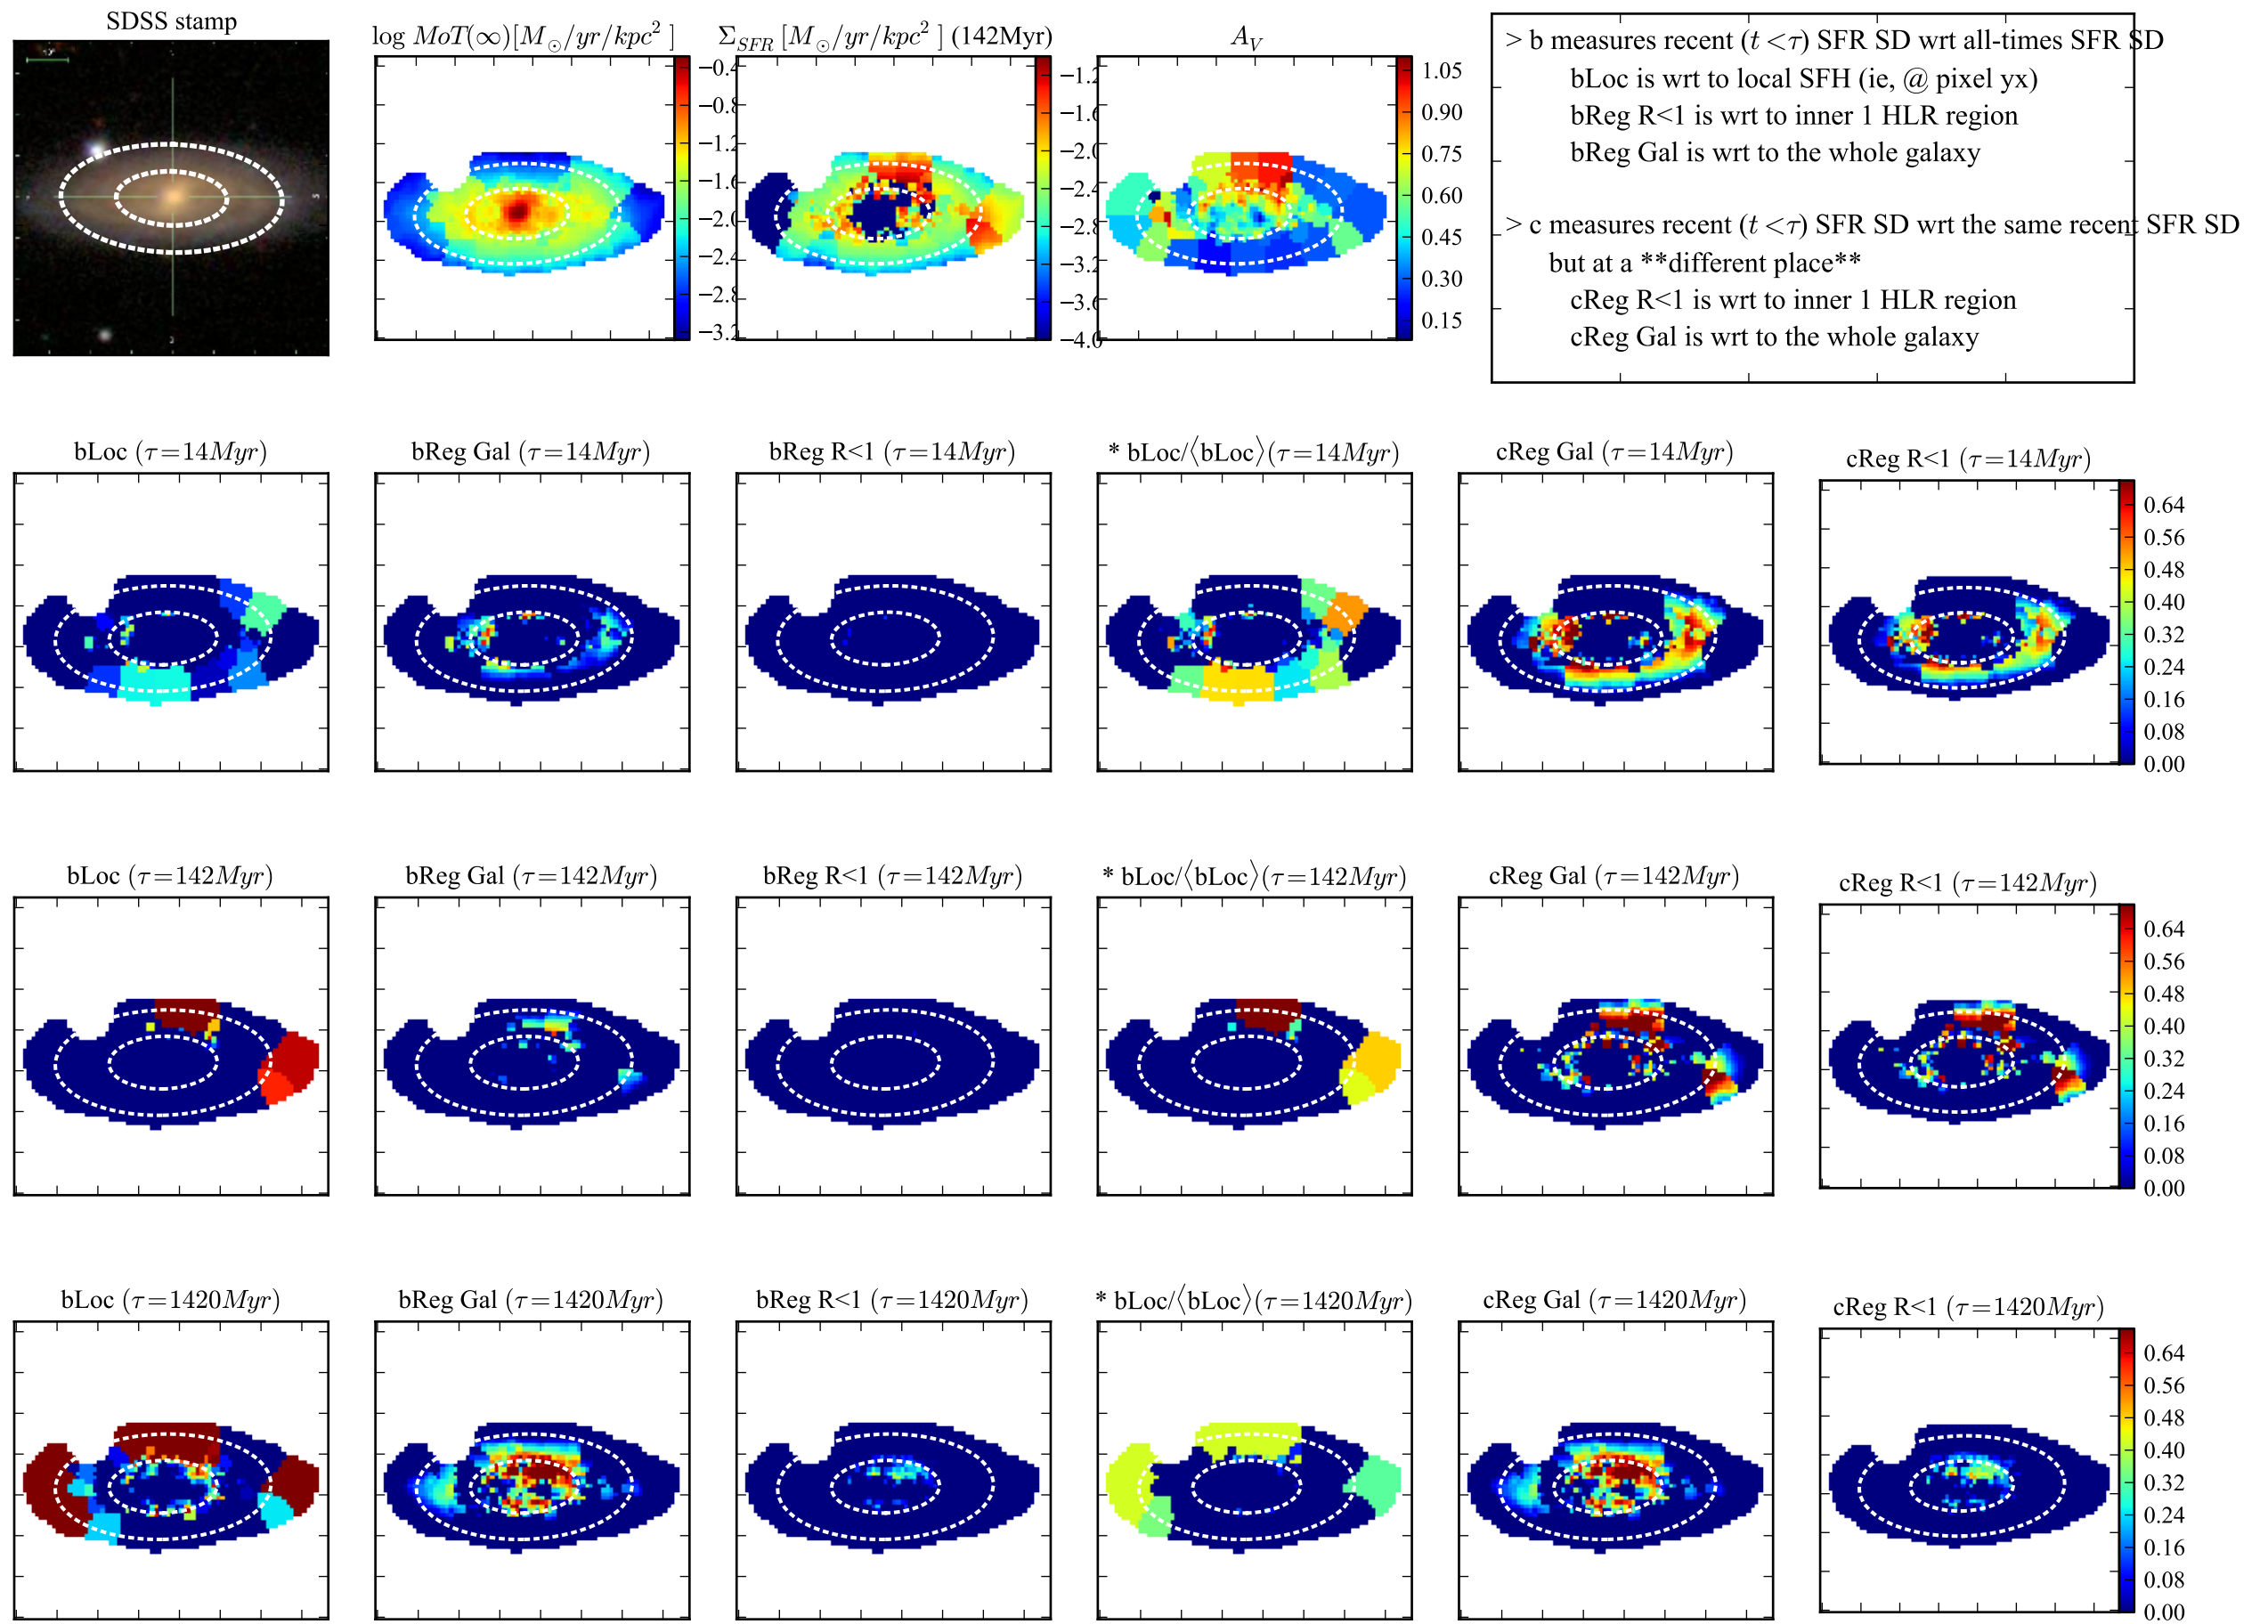 SDSS stamp
log MoT(∞)[M⊙/yr/kpc² ]
Σ_SFR [M⊙/yr/kpc² ] (142Myr)
A_V
−0.4
−0.8
−1.2
−1.6
−2.0
−2.4
−2.8
−3.2
−1.2
−1.6
−2.0
−2.4
−2.8
−3.2
−3.6
−4.0
1.05
0.90
0.75
0.60
0.45
0.30
0.15
> b measures recent (t <τ) SFR SD wrt all-times SFR SD
bLoc is wrt to local SFH (ie, @ pixel yx)
bReg R<1 is wrt to inner 1 HLR region
bReg Gal is wrt to the whole galaxy
> c measures recent (t <τ) SFR SD wrt the same recent SFR SD
but at a **different place**
cReg R<1 is wrt to inner 1 HLR region
cReg Gal is wrt to the whole galaxy
bLoc (τ=14Myr)
bReg Gal (τ=14Myr)
bReg R<1 (τ=14Myr)
* bLoc/⟨bLoc⟩(τ=14Myr)
cReg Gal (τ=14Myr)
cReg R<1 (τ=14Myr)
0.64
0.56
0.48
0.40
0.32
0.24
0.16
0.08
0.00
bLoc (τ=142Myr)
bReg Gal (τ=142Myr)
bReg R<1 (τ=142Myr)
* bLoc/⟨bLoc⟩(τ=142Myr)
cReg Gal (τ=142Myr)
cReg R<1 (τ=142Myr)
0.64
0.56
0.48
0.40
0.32
0.24
0.16
0.08
0.00
bLoc (τ=1420Myr)
bReg Gal (τ=1420Myr)
bReg R<1 (τ=1420Myr)
* bLoc/⟨bLoc⟩(τ=1420Myr)
cReg Gal (τ=1420Myr)
cReg R<1 (τ=1420Myr)
0.64
0.56
0.48
0.40
0.32
0.24
0.16
0.08
0.00